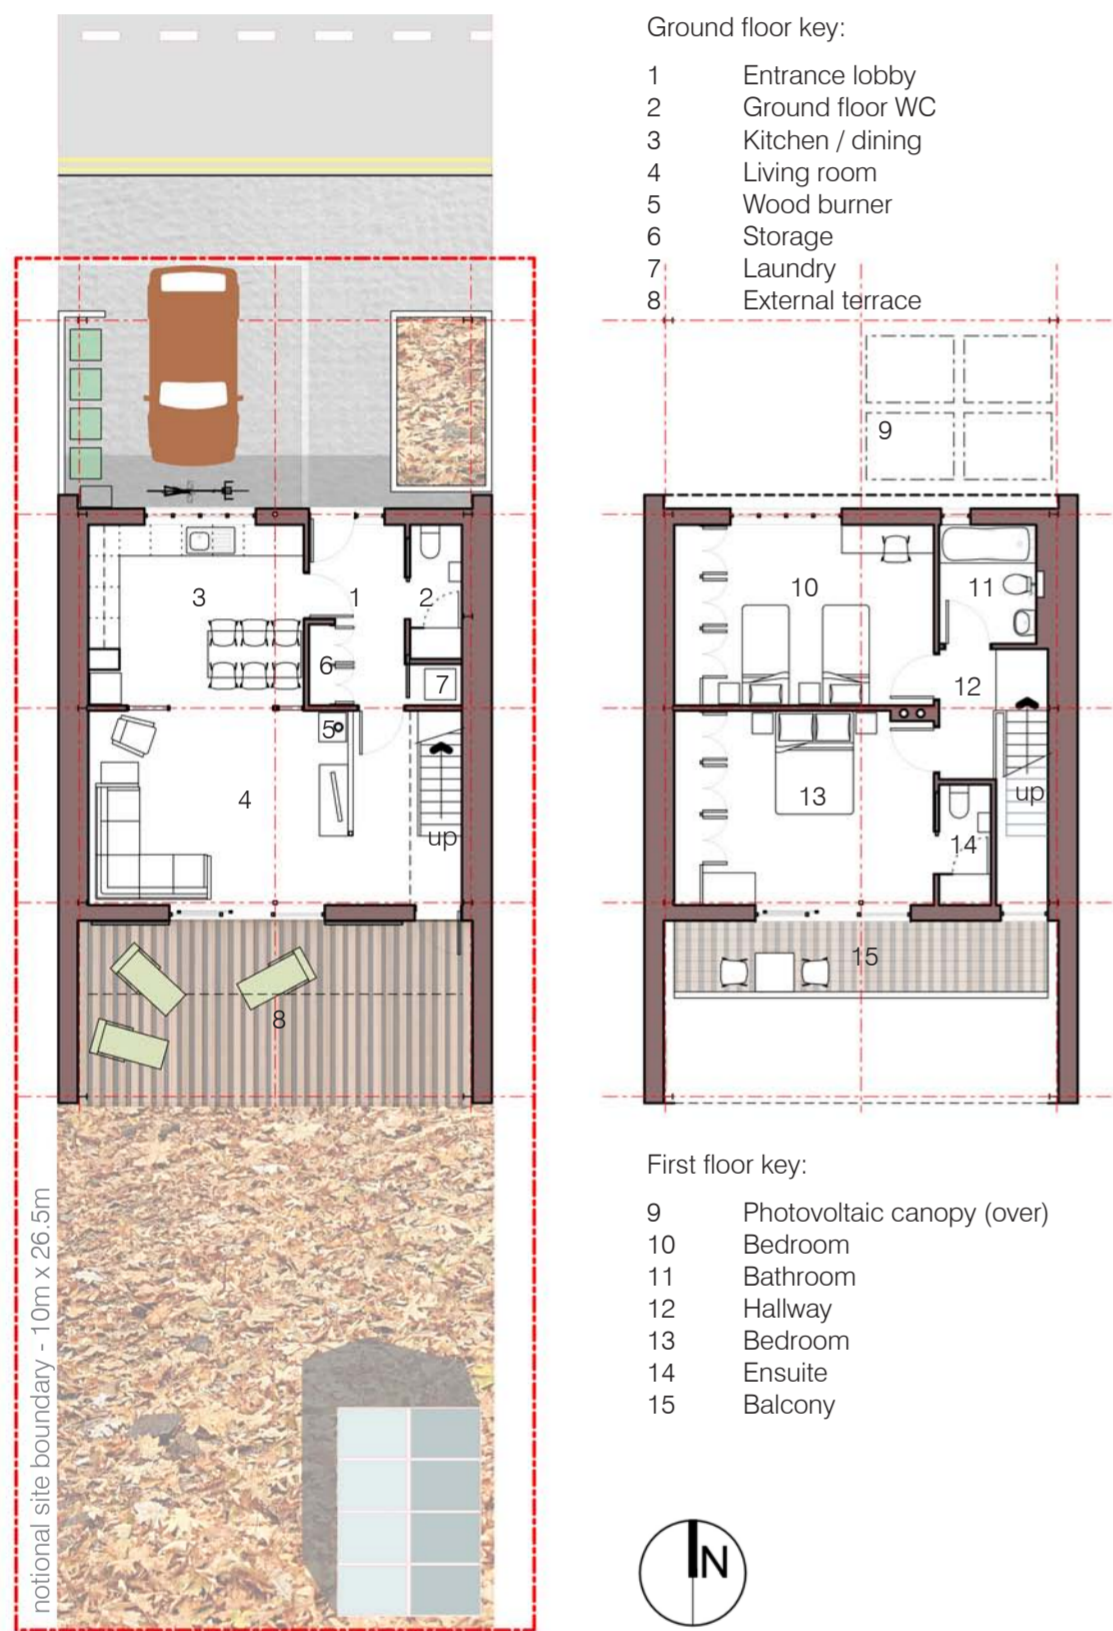 Ground floor key:
1 Entrance lobby
2 Ground floor WC
3 Kitchen / dining
4 Living room
5 Wood burner
6 Storage
7 Laundry
8 External terrace
9
3
1
2
6
7
5
4
up
8
10
11
12
13
up
14
15
notional site boundary - 10m x 26.5m
First floor key:
9 Photovoltaic canopy (over)
10 Bedroom
11 Bathroom
12 Hallway
13 Bedroom
14 Ensuite
15 Balcony
N